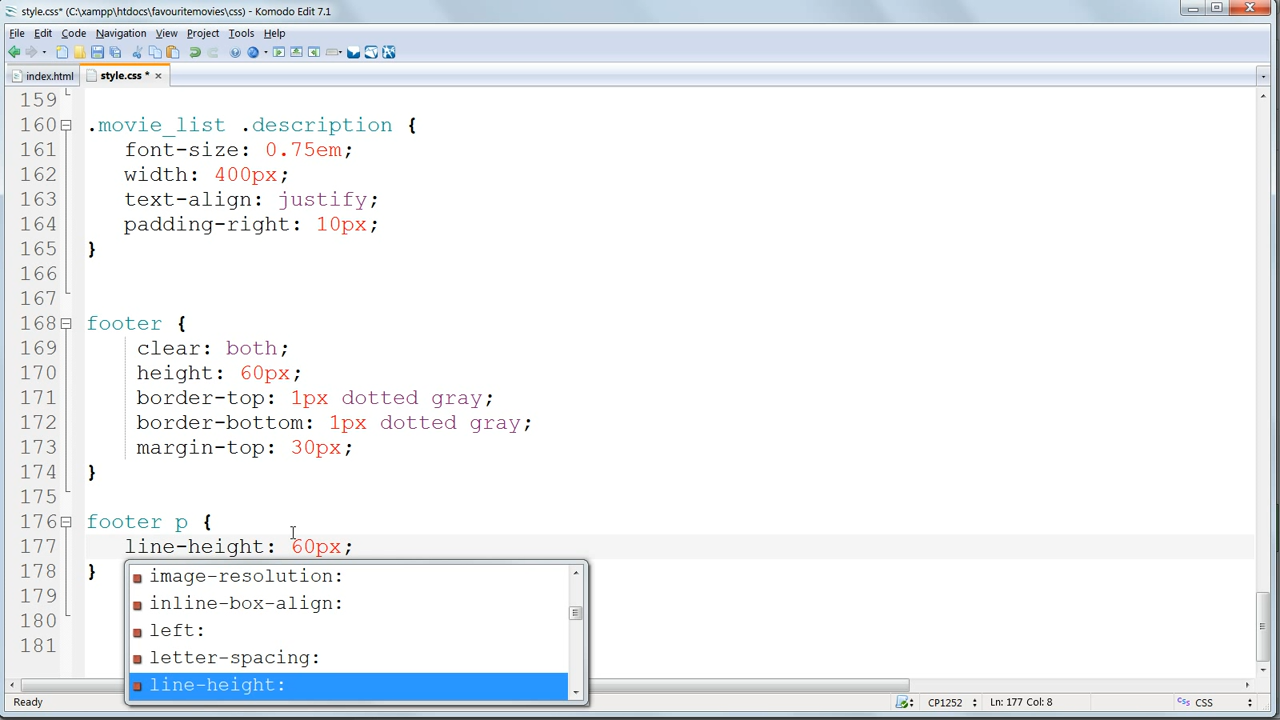 style.css* (C:\xampp\htdocs\favouritemovies\css) - Komodo Edit 7.1
File Edit Code Navigation View Project Tools Help
index.html style.css *
159
160 .movie_list .description {
161 font-size: 0.75em;
162 width: 400px;
163 text-align: justify;
164 padding-right: 10px;
165 }
166
167
168 footer {
169 clear: both;
170 height: 60px;
171 border-top: 1px dotted gray;
172 border-bottom: 1px dotted gray;
173 margin-top: 30px;
174 }
175
176 footer p {
177 line-height: 60px;
178 }
image-resolution:
179
inline-box-align:
180
left:
181
letter-spacing:
line-height:
Ready CP1252 Ln: 177 Col: 8 CSS